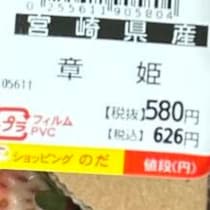 0255611905804
宮崎県産
章姫
05611
プラ フィルム PVC
【税抜】580円
【税込】626円
ショッピング のだ 値段(円)